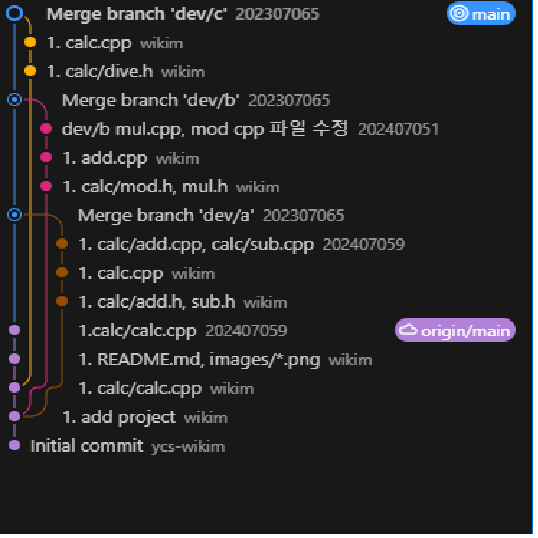 Merge branch 'dev/c' 202307065 main
1. calc.cpp wikim
1. calc/dive.h wikim
Merge branch 'dev/b' 202307065
dev/b mul.cpp, mod cpp 파일 수정 202407051
1. add.cpp wikim
1. calc/mod.h, mul.h wikim
Merge branch 'dev/a' 202307065
1. calc/add.cpp, calc/sub.cpp 202407059
1. calc.cpp wikim
1. calc/add.h, sub.h wikim
1.calc/calc.cpp 202407059 origin/main
1. README.md, images/*.png wikim
1. calc/calc.cpp wikim
1. add project wikim
Initial commit ycs-wikim